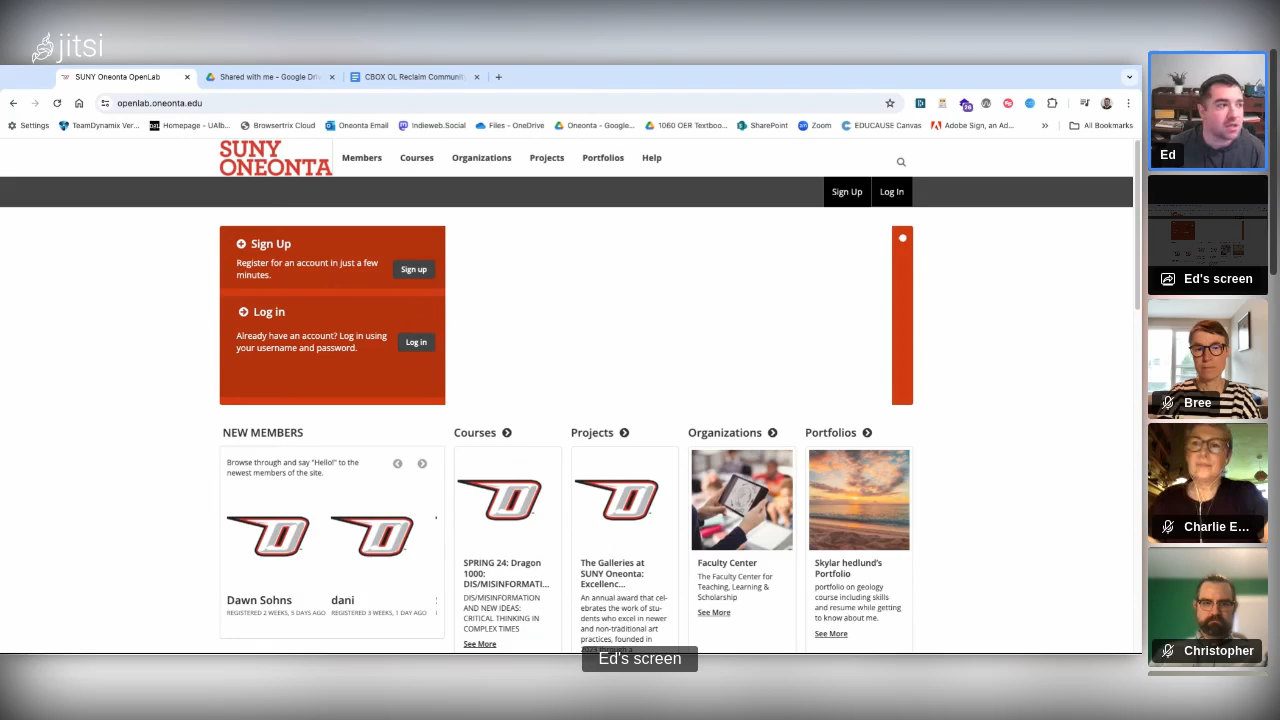 jitsi
SUNY Oneonta OpenLab
Shared with me - Google Dri
CBOX OL Reclaim Communit
openlab.oneonta.edu
Settings
TeamDynamix Ver...
Homepage - UAlb...
Browsertrix Cloud
Oneonta Email
Indieweb.Social
Files - OneDrive
Oneonta - Google...
1060 OER Textboo...
SharePoint
Zoom
EDUCAUSE Canvas
Adobe Sign, an Ad...
All Bookmarks
SUNY
ONEONTA
Members
Courses
Organizations
Projects
Portfolios
Help
Sign Up
Log In
Sign Up
Register for an account in just a few
minutes.
Sign up
Log in
Already have an account? Log in using
your username and password.
Log in
NEW MEMBERS
Browse through and say "Hello!" to the
newest members of the site.
Dawn Sohns
REGISTERED 2 WEEKS, 5 DAYS AGO
dani
REGISTERED 3 WEEKS, 1 DAY AGO
Courses
SPRING 24: Dragon
1000:
DIS/MISINFORMATI...
DIS/MISINFORMATION
AND NEW IDEAS:
CRITICAL THINKING IN
COMPLEX TIMES
See More
Projects
The Galleries at
SUNY Oneonta:
Excellenc...
An annual award that cel-
ebrates the work of stu-
dents who excel in newer
and non-traditional art
practices, founded in
2023 through a
Organizations
Faculty Center
The Faculty Center for
Teaching, Learning &
Scholarship
See More
Portfolios
Skylar hedlund's
Portfolio
portfolio on geology
course including skills
and resume while getting
to know about me.
See More
Ed's screen
Ed
Ed's screen
Bree
Charlie E...
Christopher